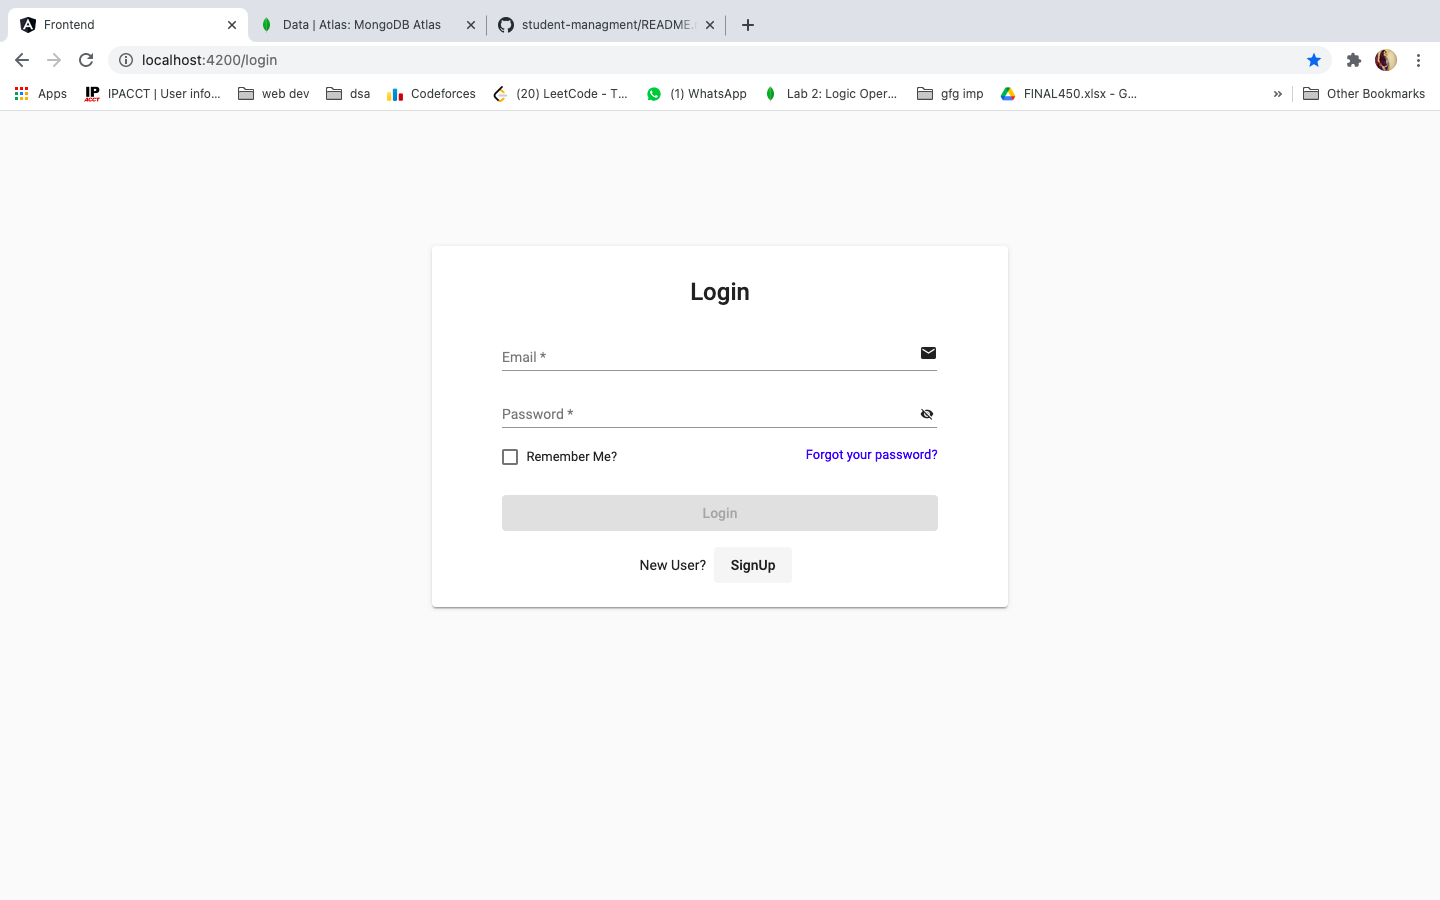 Frontend
Data | Atlas: MongoDB Atlas
student-managment/README.
localhost:4200/login
Apps
IPACCT | User info...
web dev
dsa
Codeforces
(20) LeetCode - T...
(1) WhatsApp
Lab 2: Logic Oper...
gfg imp
FINAL450.xlsx - G...
»
Other Bookmarks
Login
Email *
Password *
Remember Me?
Forgot your password?
Login
New User? SignUp